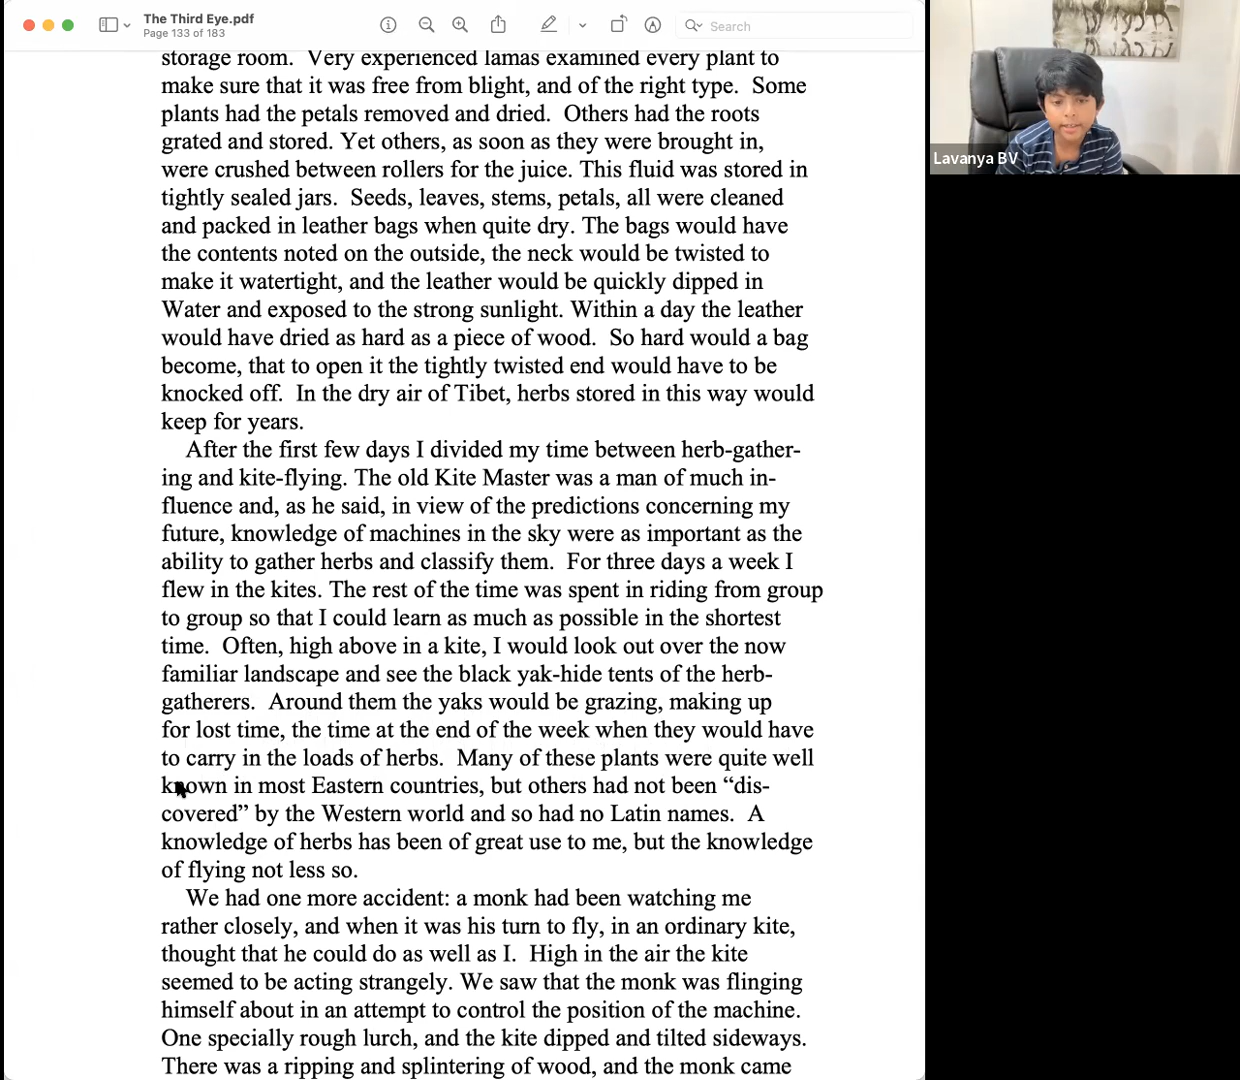 The Third Eye.pdf
Page 133 of 183
Search
storage room.  Very experienced lamas examined every plant to
make sure that it was free from blight, and of the right type.  Some
plants had the petals removed and dried.  Others had the roots
grated and stored. Yet others, as soon as they were brought in,
were crushed between rollers for the juice. This fluid was stored in
tightly sealed jars.  Seeds, leaves, stems, petals, all were cleaned
and packed in leather bags when quite dry. The bags would have
the contents noted on the outside, the neck would be twisted to
make it watertight, and the leather would be quickly dipped in
Water and exposed to the strong sunlight. Within a day the leather
would have dried as hard as a piece of wood.  So hard would a bag
become, that to open it the tightly twisted end would have to be
knocked off.  In the dry air of Tibet, herbs stored in this way would
keep for years.
After the first few days I divided my time between herb-gather-
ing and kite-flying. The old Kite Master was a man of much in-
fluence and, as he said, in view of the predictions concerning my
future, knowledge of machines in the sky were as important as the
ability to gather herbs and classify them.  For three days a week I
flew in the kites. The rest of the time was spent in riding from group
to group so that I could learn as much as possible in the shortest
time.  Often, high above in a kite, I would look out over the now
familiar landscape and see the black yak-hide tents of the herb-
gatherers.  Around them the yaks would be grazing, making up
for lost time, the time at the end of the week when they would have
to carry in the loads of herbs.  Many of these plants were quite well
known in most Eastern countries, but others had not been “dis-
covered” by the Western world and so had no Latin names.  A
knowledge of herbs has been of great use to me, but the knowledge
of flying not less so.
We had one more accident: a monk had been watching me
rather closely, and when it was his turn to fly, in an ordinary kite,
thought that he could do as well as I.  High in the air the kite
seemed to be acting strangely. We saw that the monk was flinging
himself about in an attempt to control the position of the machine.
One specially rough lurch, and the kite dipped and tilted sideways.
There was a ripping and splintering of wood, and the monk came
Lavanya BV